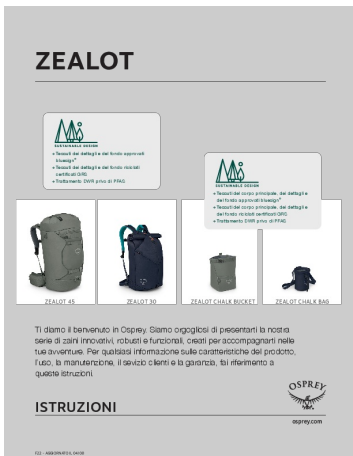 ZEALOT
SUSTAINABLE DESIGN
• Tessuti dei dettagli e del fondo approvati
bluesign®
• Tessuti dei dettagli e del fondo riciclati
certificati GRS
• Trattamento DWR privo di PFAS
SUSTAINABLE DESIGN
• Tessuti del corpo principale, dei dettagli e
del fondo approvati bluesign®
• Tessuti del corpo principale, dei dettagli e
del fondo riciclati certificati GRS
• Trattamento DWR privo di PFAS
ZEALOT 45
ZEALOT 30
ZEALOT CHALK BUCKET
ZEALOT CHALK BAG
Ti diamo il benvenuto in Osprey. Siamo orgogliosi di presentarti la nostra
serie di zaini innovativi, robusti e funzionali, creati per accompagnarti nelle
tue avventure. Per qualsiasi informazione sulle caratteristiche del prodotto,
l'uso, la manutenzione, il sevizio clienti e la garanzia, fai riferimento a
queste istruzioni.
OSPREY
ISTRUZIONI
osprey.com